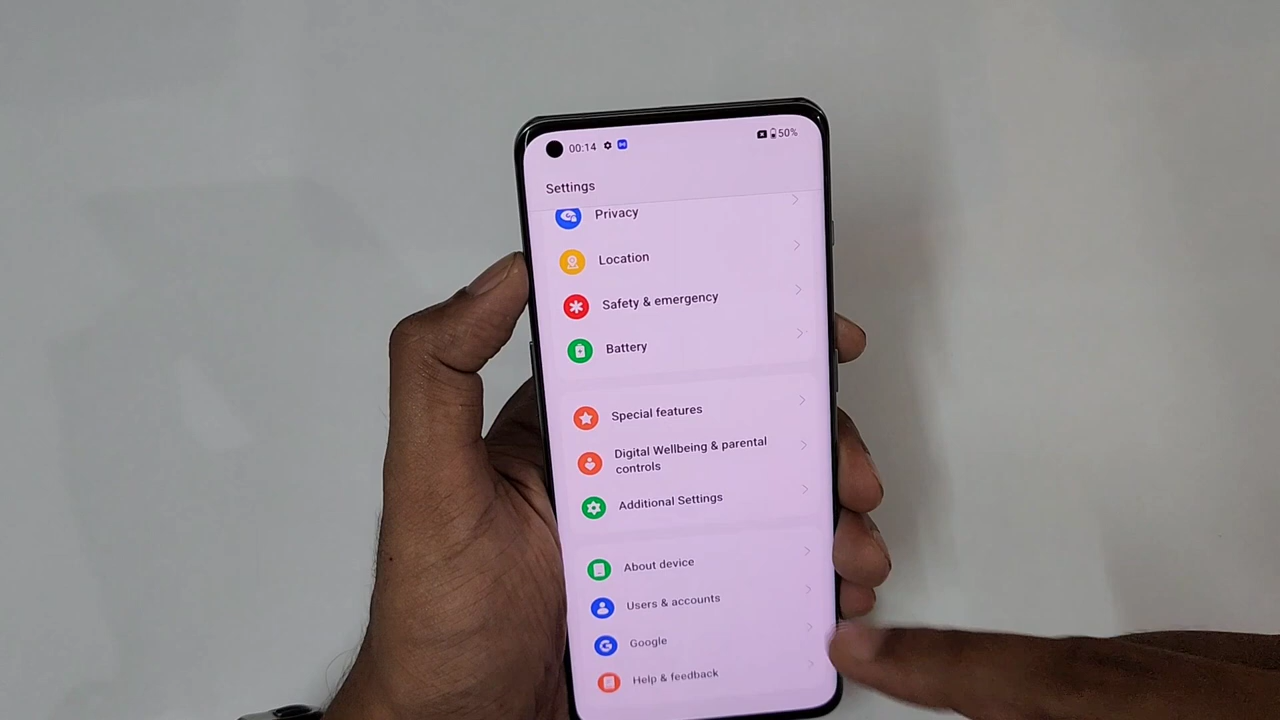 00:14
50%
Settings
Privacy
Location
Safety & emergency
Battery
Special features
Digital Wellbeing & parental
controls
Additional Settings
About device
Users & accounts
Google
Help & feedback